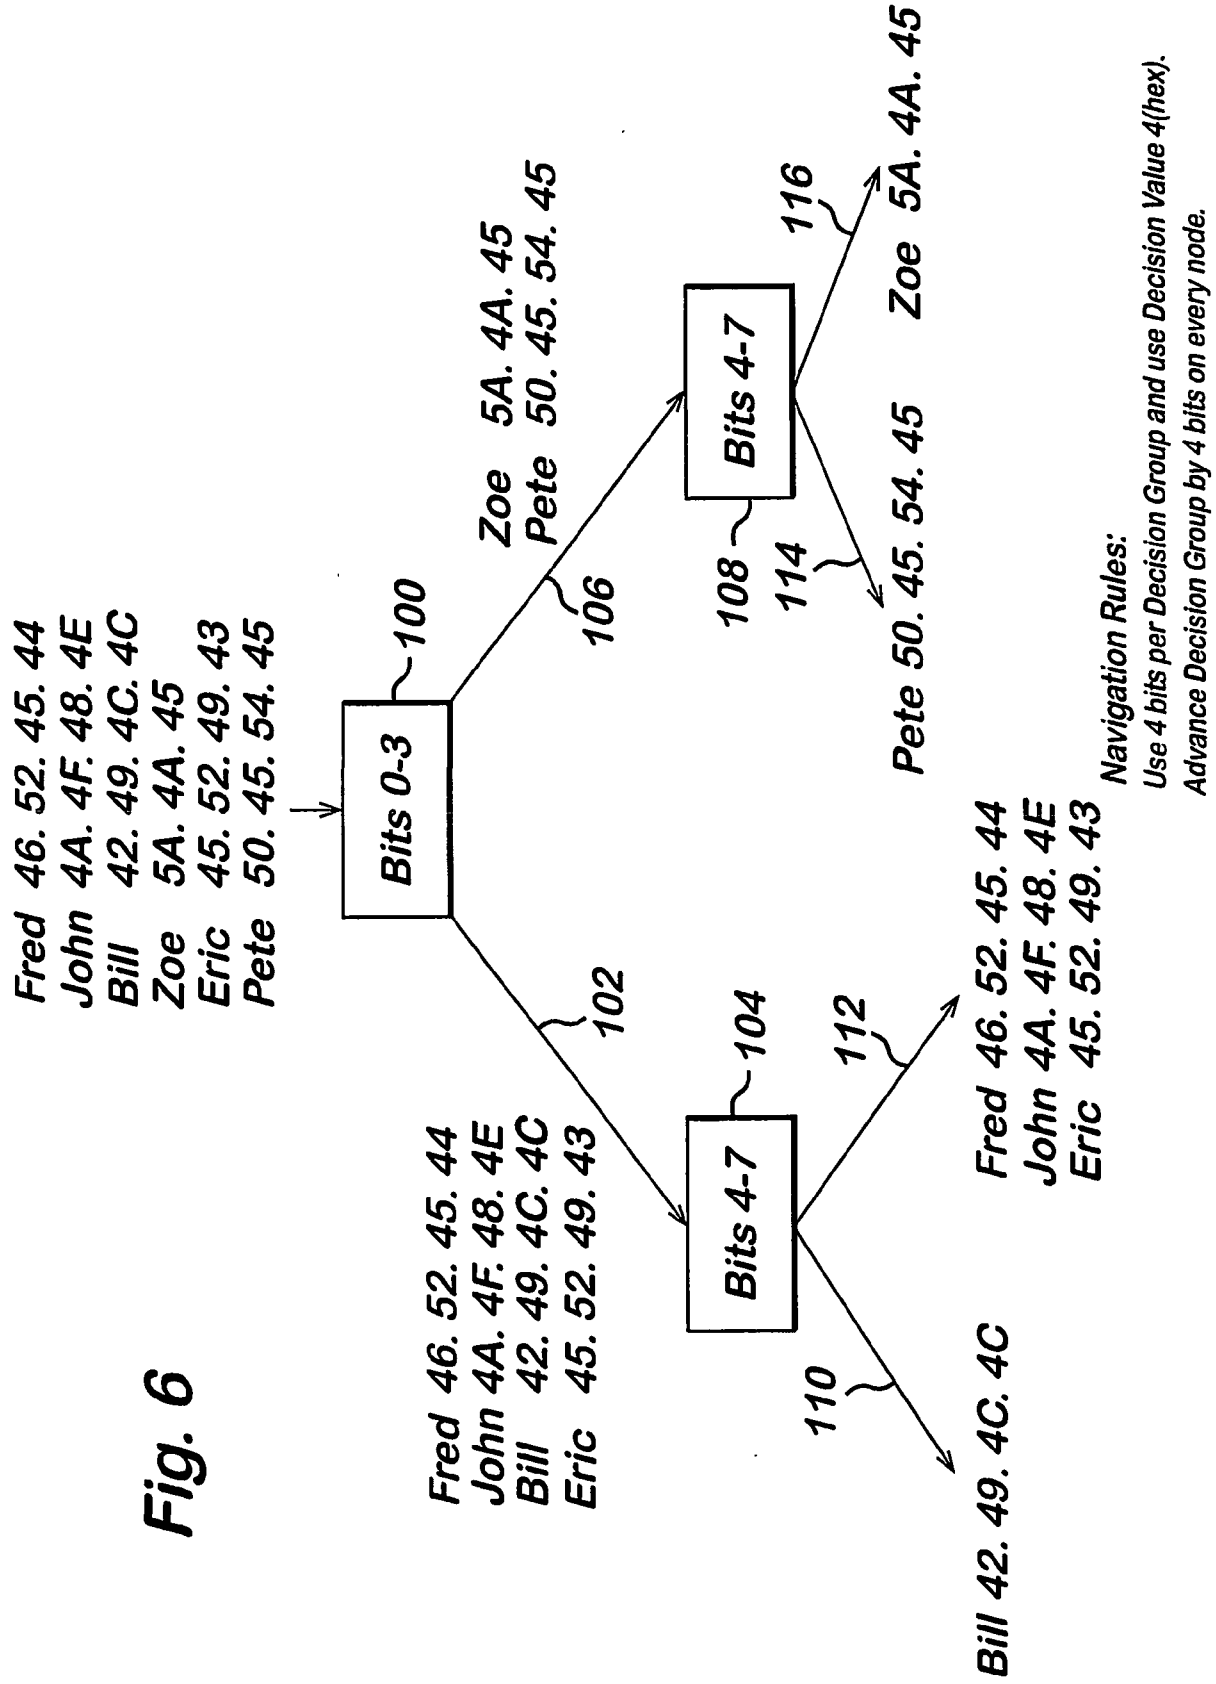 Fig. 6
Fred 46. 52. 45. 44
John 4A. 4F. 48. 4E
Bill 42. 49. 4C. 4C
Zoe 5A. 4A. 45
Eric 45. 52. 49. 43
Pete 50. 45. 54. 45
Bits 0-3
100
Fred 46. 52. 45. 44
John 4A. 4F. 48. 4E
Bill 42. 49. 4C. 4C
Eric 45. 52. 49. 43
102
Zoe 5A. 4A. 45
Pete 50. 45. 54. 45
106
Bits 4-7
104
Bits 4-7
108
110
112
114
116
Bill 42. 49. 4C. 4C
Fred 46. 52. 45. 44
John 4A. 4F. 48. 4E
Eric 45. 52. 49. 43
Pete 50. 45. 54. 45
Zoe 5A. 4A. 45
Navigation Rules:
Use 4 bits per Decision Group and use Decision Value 4(hex).
Advance Decision Group by 4 bits on every node.